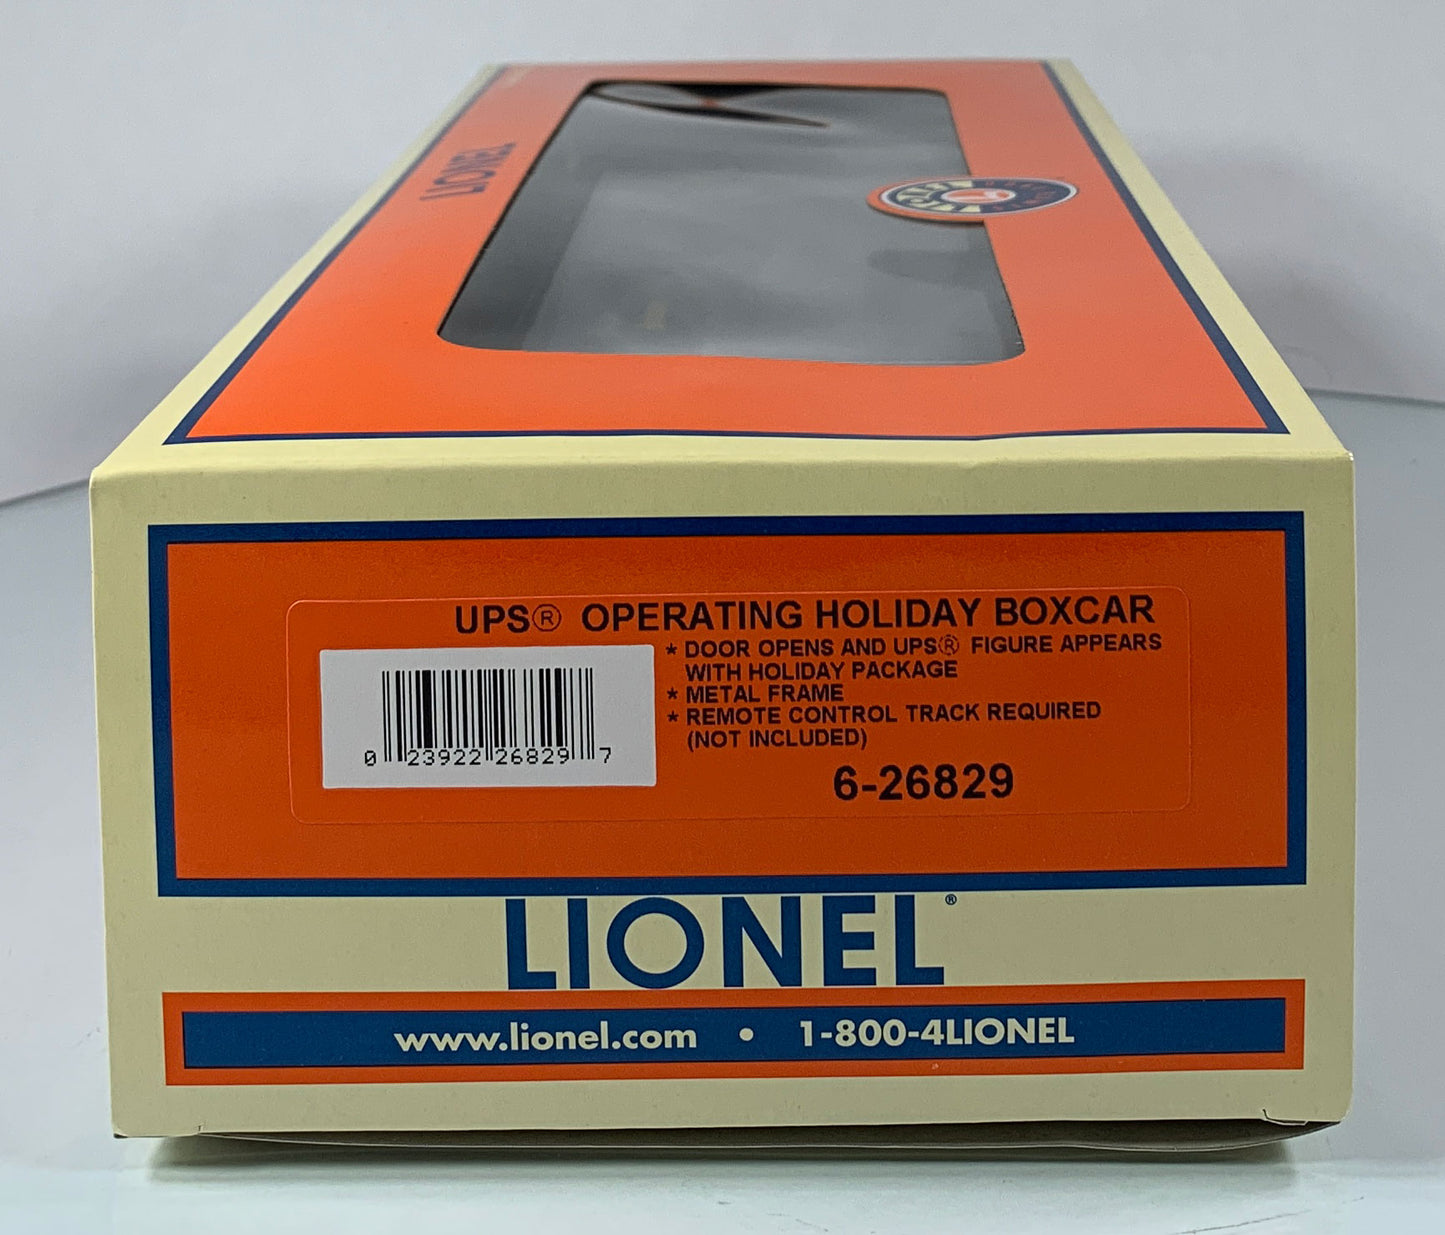 LIONEL
UPS® OPERATING HOLIDAY BOXCAR
* DOOR OPENS AND UPS® FIGURE APPEARS
WITH HOLIDAY PACKAGE
* METAL FRAME
* REMOTE CONTROL TRACK REQUIRED
(NOT INCLUDED)
0 23922 26829 7
6-26829
LIONEL®
www.lionel.com • 1-800-4LIONEL